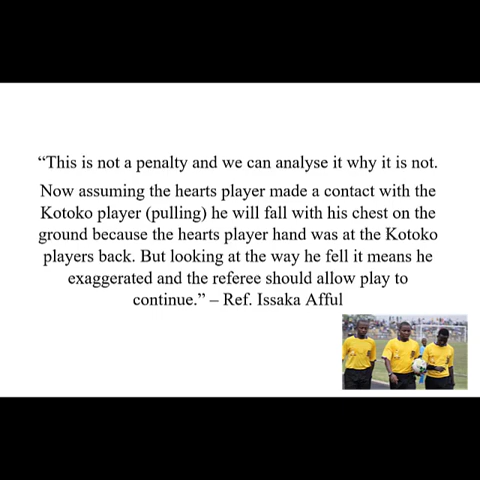 “This is not a penalty and we can analyse it why it is not.
Now assuming the hearts player made a contact with the
Kotoko player (pulling) he will fall with his chest on the
ground because the hearts player hand was at the Kotoko
players back. But looking at the way he fell it means he
exaggerated and the referee should allow play to
continue.” – Ref. Issaka Afful